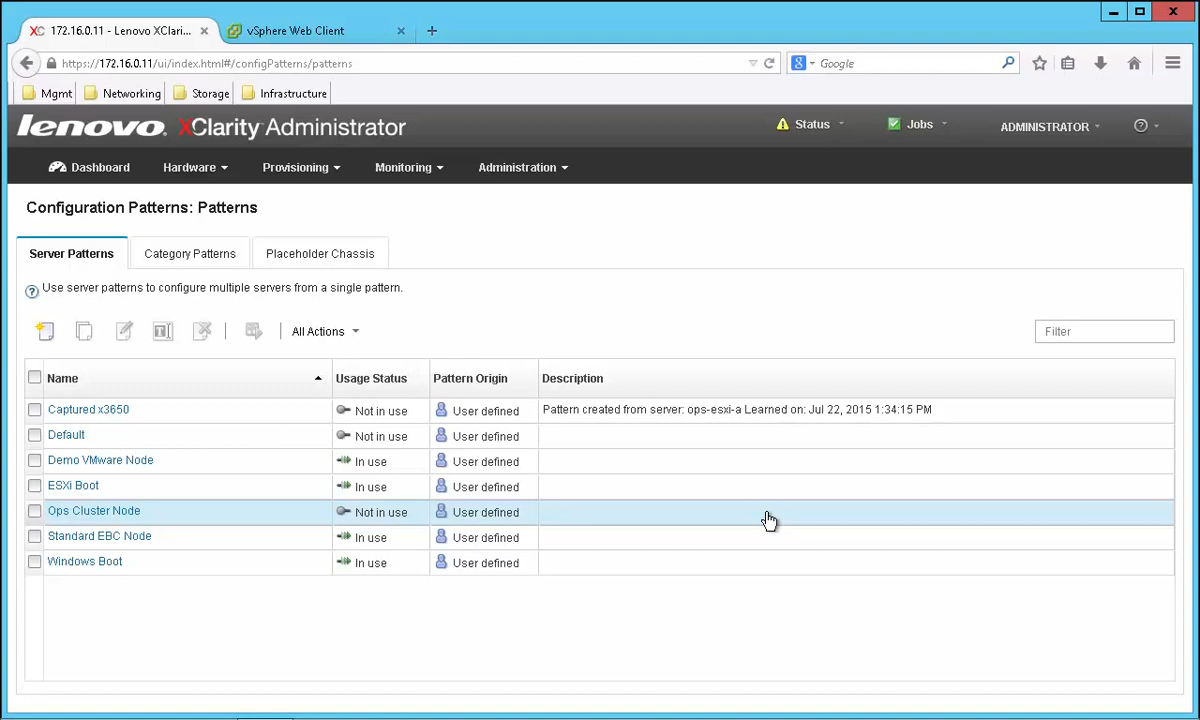 172.16.0.11 - Lenovo XClari... × vSphere Web Client × +
https://172.16.0.11/ui/index.html#/configPatterns/patterns Google
Mgmt Networking Storage Infrastructure
lenovo. XClarity Administrator Status Jobs ADMINISTRATOR
Dashboard Hardware Provisioning Monitoring Administration
Configuration Patterns: Patterns
Server Patterns Category Patterns Placeholder Chassis
Use server patterns to configure multiple servers from a single pattern.
All Actions Filter
Name Usage Status Pattern Origin Description
Captured x3650 Not in use User defined Pattern created from server: ops-esxi-a Learned on: Jul 22, 2015 1:34:15 PM
Default Not in use User defined
Demo VMware Node In use User defined
ESXi Boot In use User defined
Ops Cluster Node Not in use User defined
Standard EBC Node In use User defined
Windows Boot In use User defined